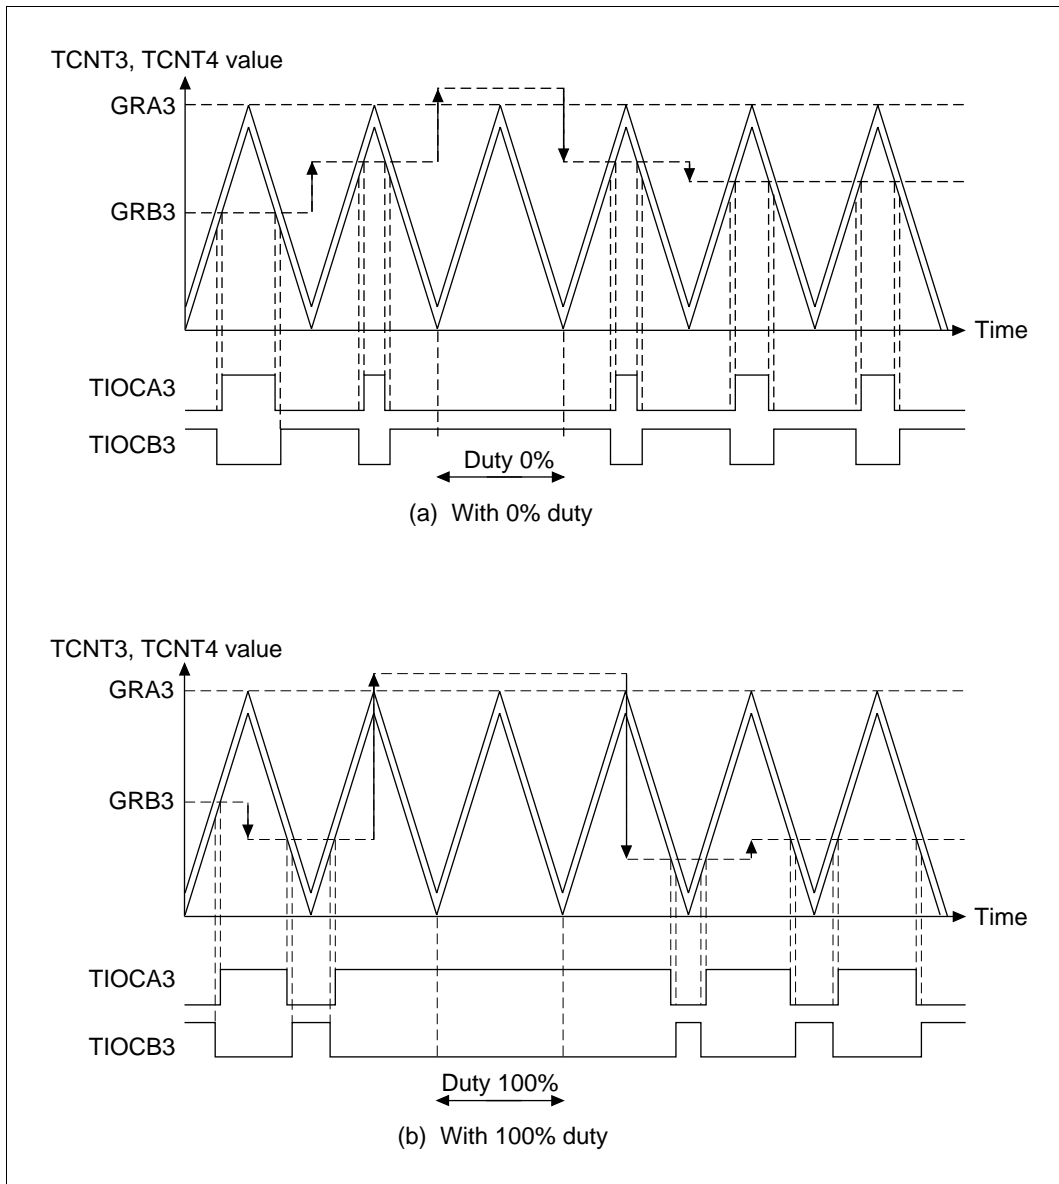 TCNT3, TCNT4 value
GRA3
GRB3
Time
TIOCA3
TIOCB3
Duty 0%
(a) With 0% duty
TCNT3, TCNT4 value
GRA3
GRB3
Time
TIOCA3
TIOCB3
Duty 100%
(b) With 100% duty